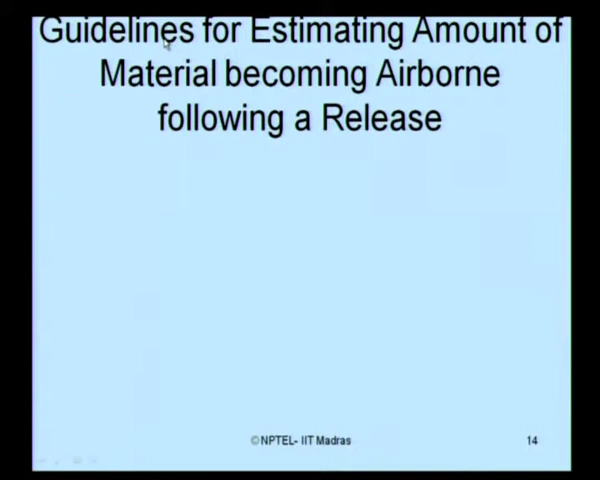 Guidelines for Estimating Amount of
Material becoming Airborne
following a Release
©NPTEL- IIT Madras
14